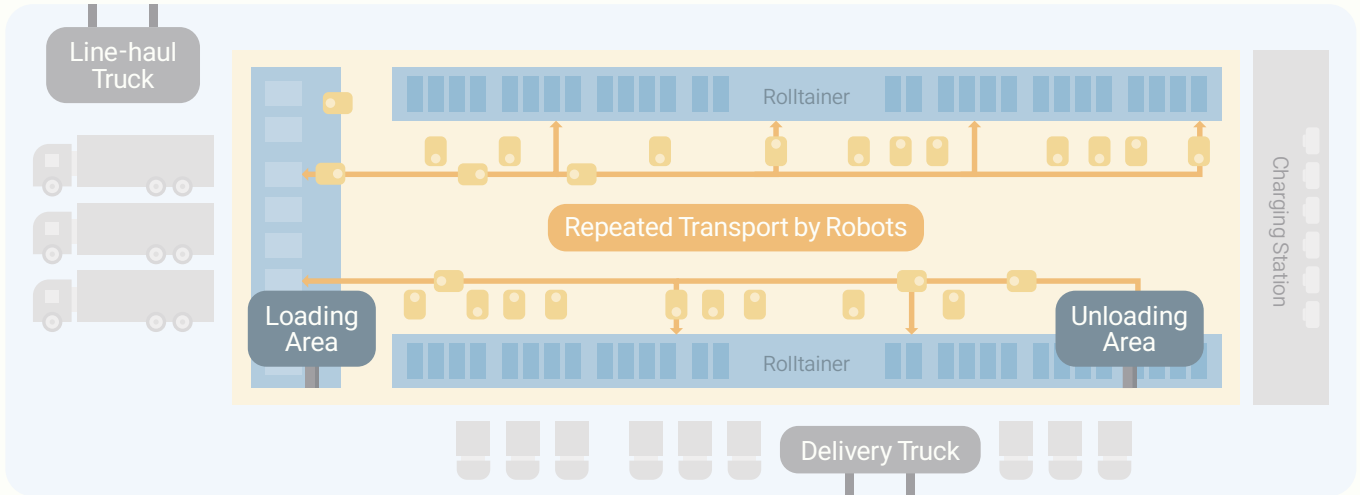 Line-haul
Truck
Rolltainer
Repeated Transport by Robots
Charging Station
Loading
Area
Unloading
Area
Rolltainer
Delivery Truck